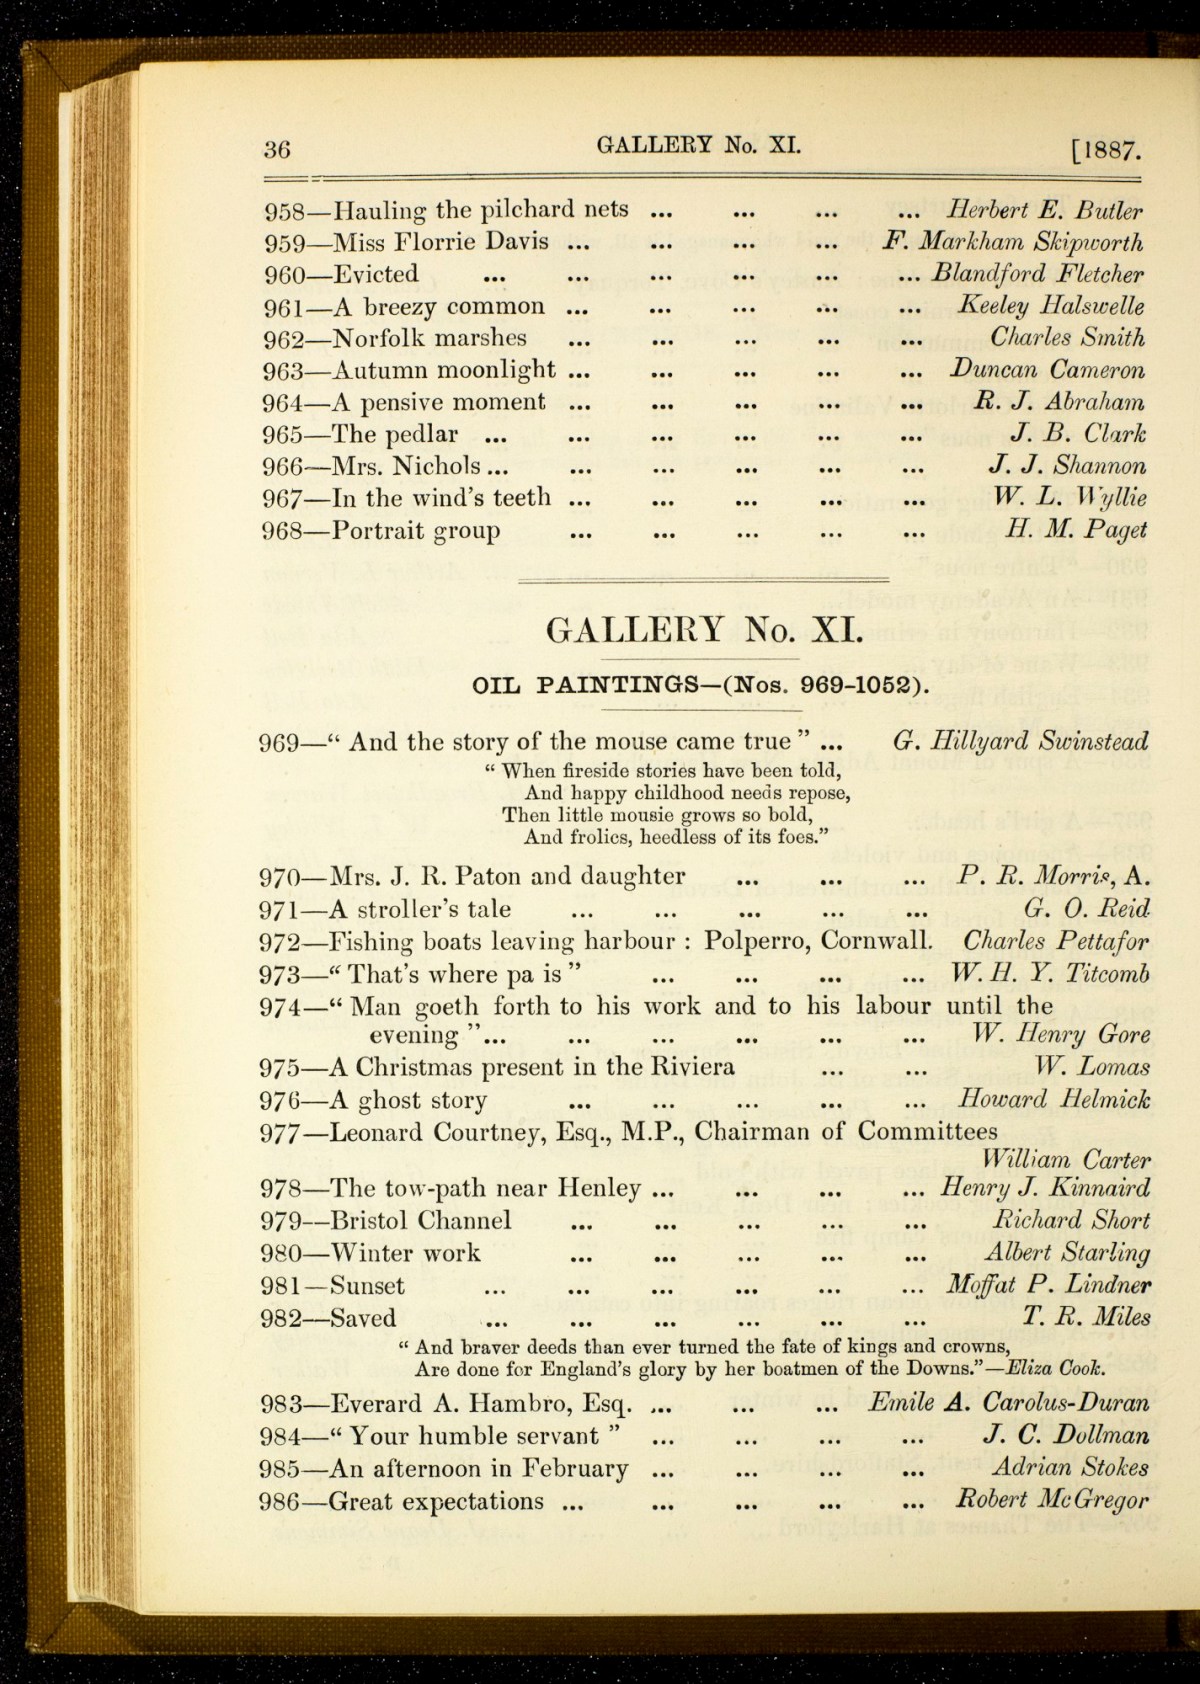 36 GALLERY No. XI. [1887.
958—Hauling the pilchard nets ... ... ... ... Herbert E. Butler
959—Miss Florrie Davis ... ... ... ... F. Markham Skipworth
960—Evicted ... ... ... ... ... ... Blandford Fletcher
961—A breezy common ... ... ... ... ... Keeley Halswelle
962—Norfolk marshes ... ... ... ... ... Charles Smith
963—Autumn moonlight ... ... ... ... ... Duncan Cameron
964—A pensive moment ... ... ... ... ... R. J. Abraham
965—The pedlar ... ... ... ... ... ... J. B. Clark
966—Mrs. Nichols ... ... ... ... ... ... J. J. Shannon
967—In the wind's teeth ... ... ... ... ... W. L. Wyllie
968—Portrait group ... ... ... ... ... H. M. Paget
GALLERY No. XI.
OIL PAINTINGS—(Nos. 969-1052).
969—“ And the story of the mouse came true ” ... G. Hillyard Swinstead
“ When fireside stories have been told,
And happy childhood needs repose,
Then little mousie grows so bold,
And frolics, heedless of its foes.”
970—Mrs. J. R. Paton and daughter ... ... ... P. R. Morris, A.
971—A stroller's tale ... ... ... ... ... G. O. Reid
972—Fishing boats leaving harbour : Polperro, Cornwall. Charles Pettafor
973—“ That's where pa is ” ... ... ... ... W. H. Y. Titcomb
974—“ Man goeth forth to his work and to his labour until the
evening ”... ... ... ... ... ... W. Henry Gore
975—A Christmas present in the Riviera ... ... W. Lomas
976—A ghost story ... ... ... ... ... Howard Helmick
977—Leonard Courtney, Esq., M.P., Chairman of Committees
William Carter
978—The tow-path near Henley ... ... ... ... Henry J. Kinnaird
979—Bristol Channel ... ... ... ... ... Richard Short
980—Winter work ... ... ... ... ... Albert Starling
981—Sunset ... ... ... ... ... ... Moffat P. Lindner
982—Saved ... ... ... ... ... ... T. R. Miles
“ And braver deeds than ever turned the fate of kings and crowns,
Are done for England's glory by her boatmen of the Downs.”—Eliza Cook.
983—Everard A. Hambro, Esq. ... ... ... Emile A. Carolus-Duran
984—“ Your humble servant ” ... ... ... ... J. C. Dollman
985—An afternoon in February ... ... ... ... Adrian Stokes
986—Great expectations ... ... ... ... ... Robert McGregor